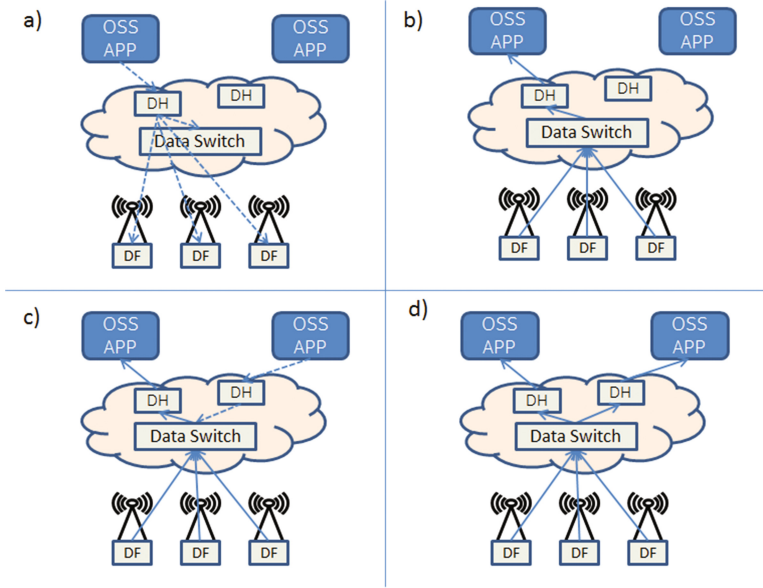 a)
OSS
APP
OSS
APP
DH
DH
Data Switch
DF
DF
DF
b)
OSS
APP
OSS
APP
DH
DH
Data Switch
DF
DF
DF
c)
OSS
APP
OSS
APP
DH
DH
Data Switch
DF
DF
DF
d)
OSS
APP
OSS
APP
DH
DH
Data Switch
DF
DF
DF